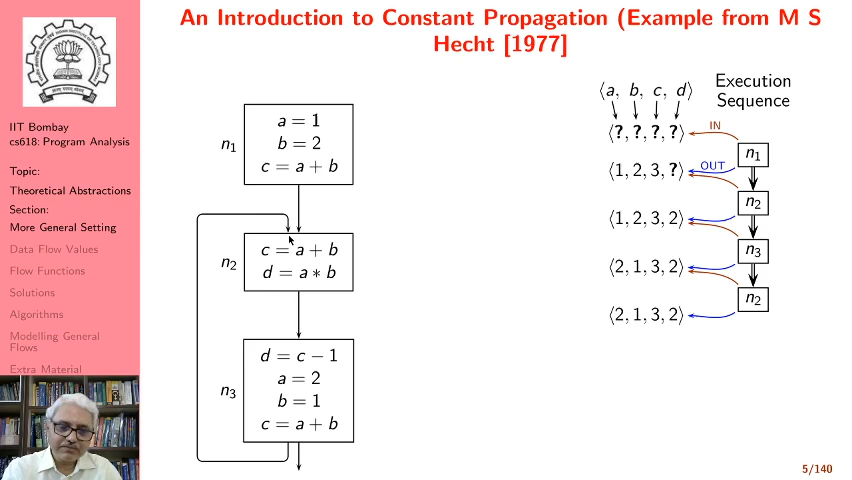 An Introduction to Constant Propagation (Example from M S
Hecht [1977]
IIT Bombay
cs618: Program Analysis
Topic:
Theoretical Abstractions
Section:
More General Setting
Data Flow Values
Flow Functions
Solutions
Algorithms
Modelling General
Flows
Extra Material
n₁
a = 1
b = 2
c = a + b
n₂
c = a + b
d = a ∗ b
n₃
d = c − 1
a = 2
b = 1
c = a + b
⟨a, b, c, d⟩
Execution
Sequence
⟨?, ?, ?, ?⟩
IN
n₁
⟨1, 2, 3, ?⟩
OUT
n₂
⟨1, 2, 3, 2⟩
n₃
⟨2, 1, 3, 2⟩
n₂
⟨2, 1, 3, 2⟩
5/140